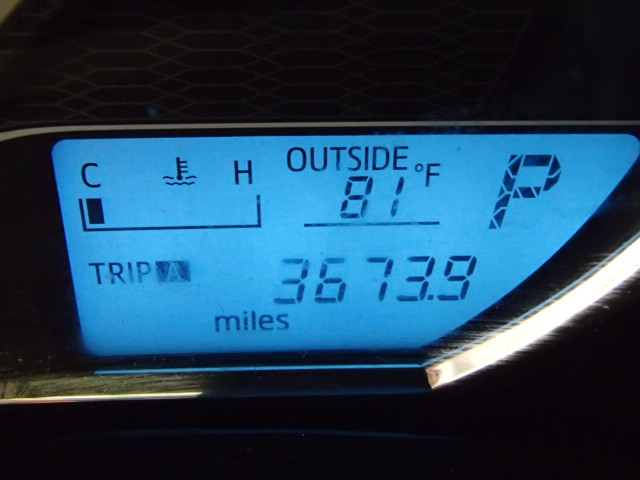 C H OUTSIDE °F P
81
TRIP A 3673.9
miles